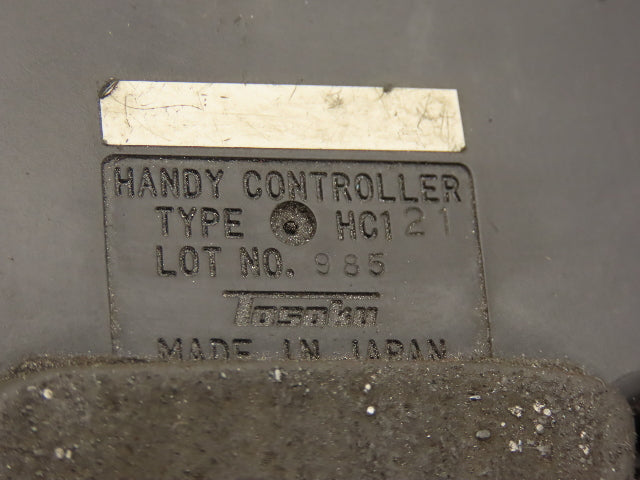 HANDY CONTROLLER
TYPE HC121
LOT NO. 985
Tosoku
MADE IN JAPAN